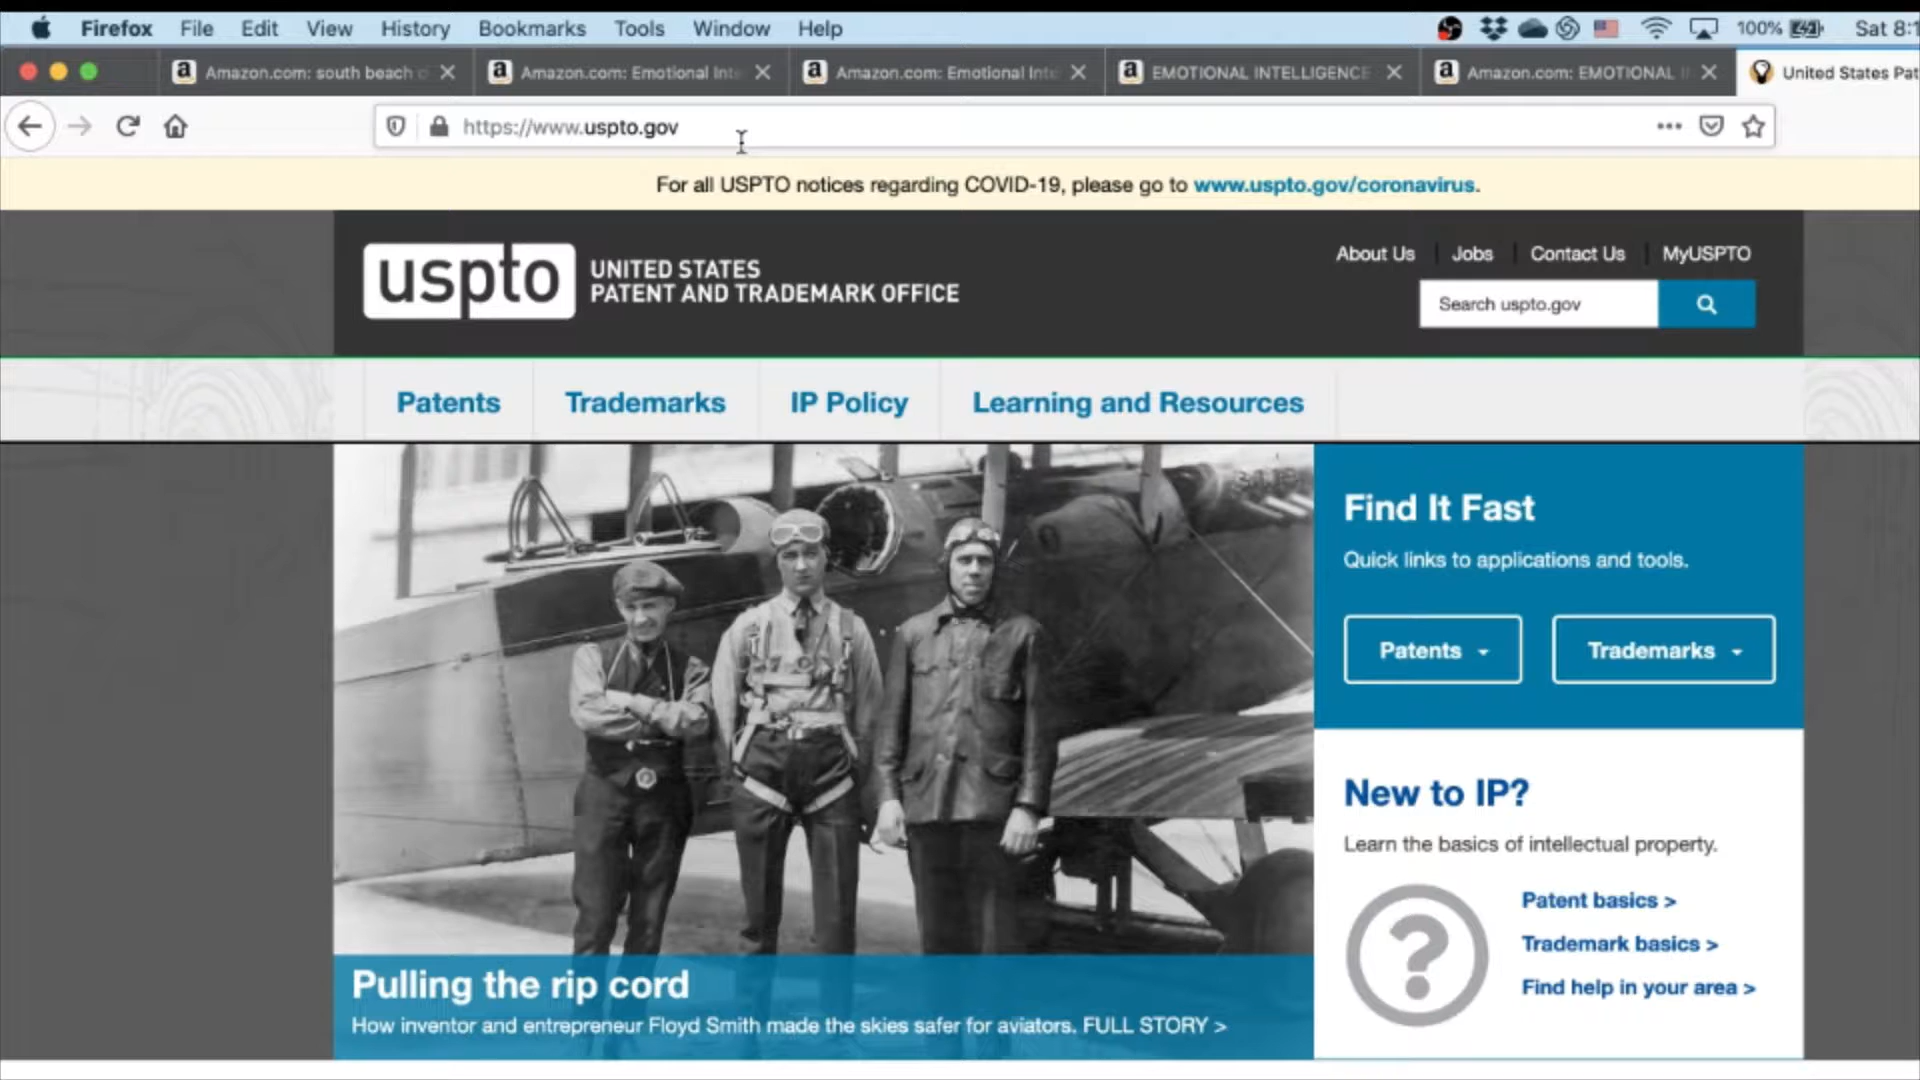 Firefox File Edit View History Bookmarks Tools Window Help 100% Sat 8:1
Amazon.com: south beach
Amazon.com: Emotional Inte
Amazon.com: Emotional Inte
EMOTIONAL INTELLIGENCE
Amazon.com: EMOTIONAL I
United States Pat
https://www.uspto.gov
For all USPTO notices regarding COVID-19, please go to www.uspto.gov/coronavirus.
uspto
UNITED STATES
PATENT AND TRADEMARK OFFICE
About Us Jobs Contact Us MyUSPTO
Search uspto.gov
Patents Trademarks IP Policy Learning and Resources
Find It Fast
Quick links to applications and tools.
Patents Trademarks
New to IP?
Learn the basics of intellectual property.
Patent basics >
Trademark basics >
Find help in your area >
Pulling the rip cord
How inventor and entrepreneur Floyd Smith made the skies safer for aviators. FULL STORY >